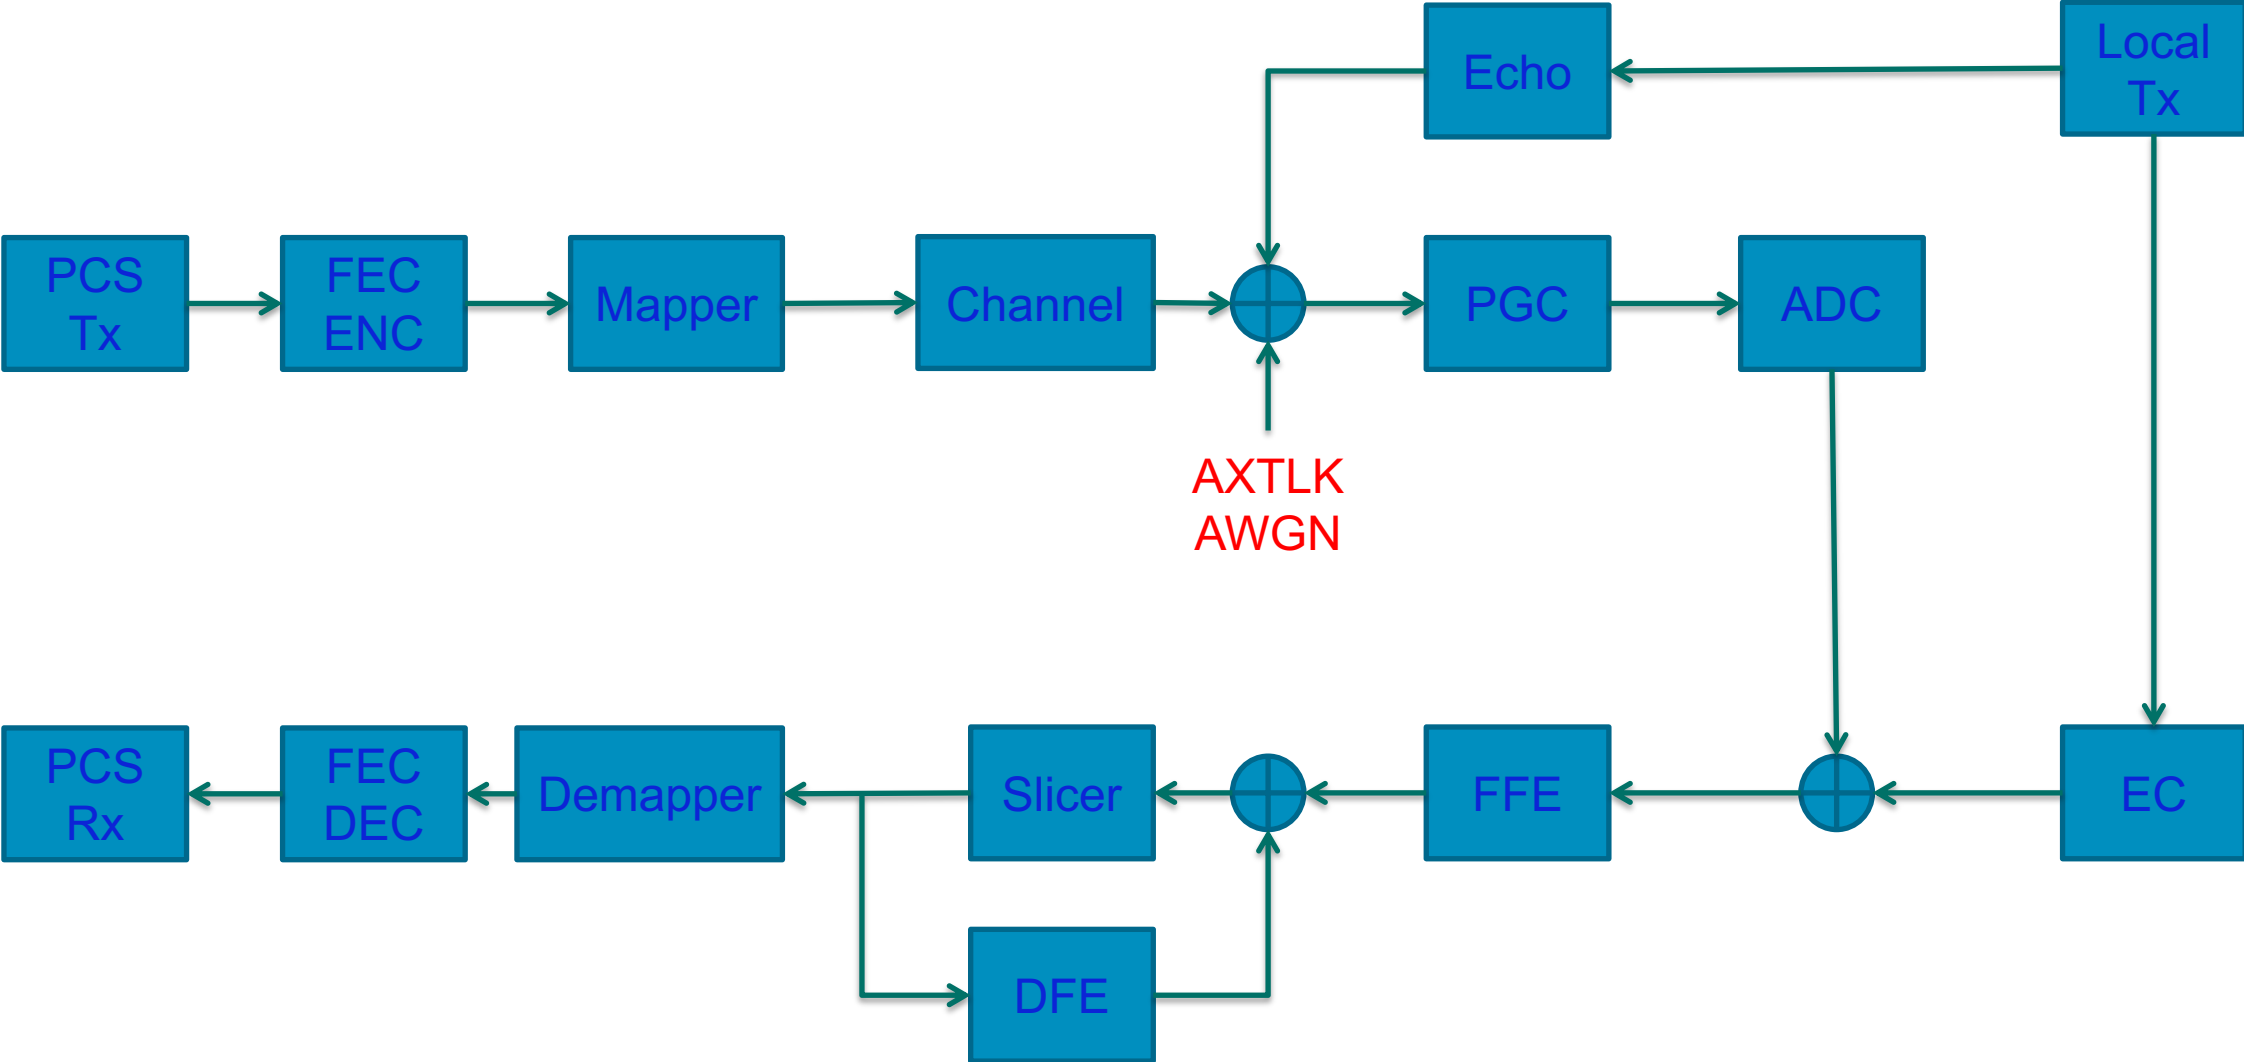 Echo
Local
Tx
PCS
Tx
FEC
ENC
Mapper
Channel
PGC
ADC
AXTLK
AWGN
PCS
Rx
FEC
DEC
Demapper
Slicer
FFE
EC
DFE